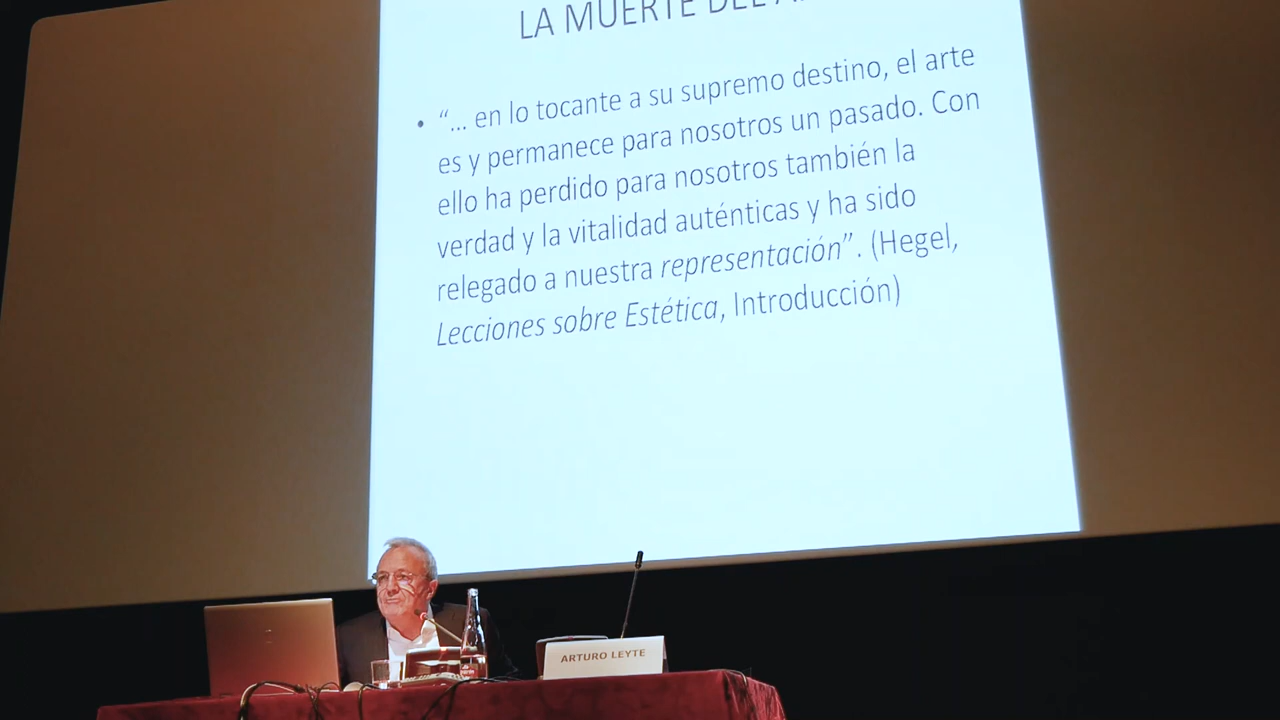 LA MUERTE DEL
• “... en lo tocante a su supremo destino, el arte
es y permanece para nosotros un pasado. Con
ello ha perdido para nosotros también la
verdad y la vitalidad auténticas y ha sido
relegado a nuestra representación”. (Hegel,
Lecciones sobre Estética, Introducción)
ARTURO LEYTE